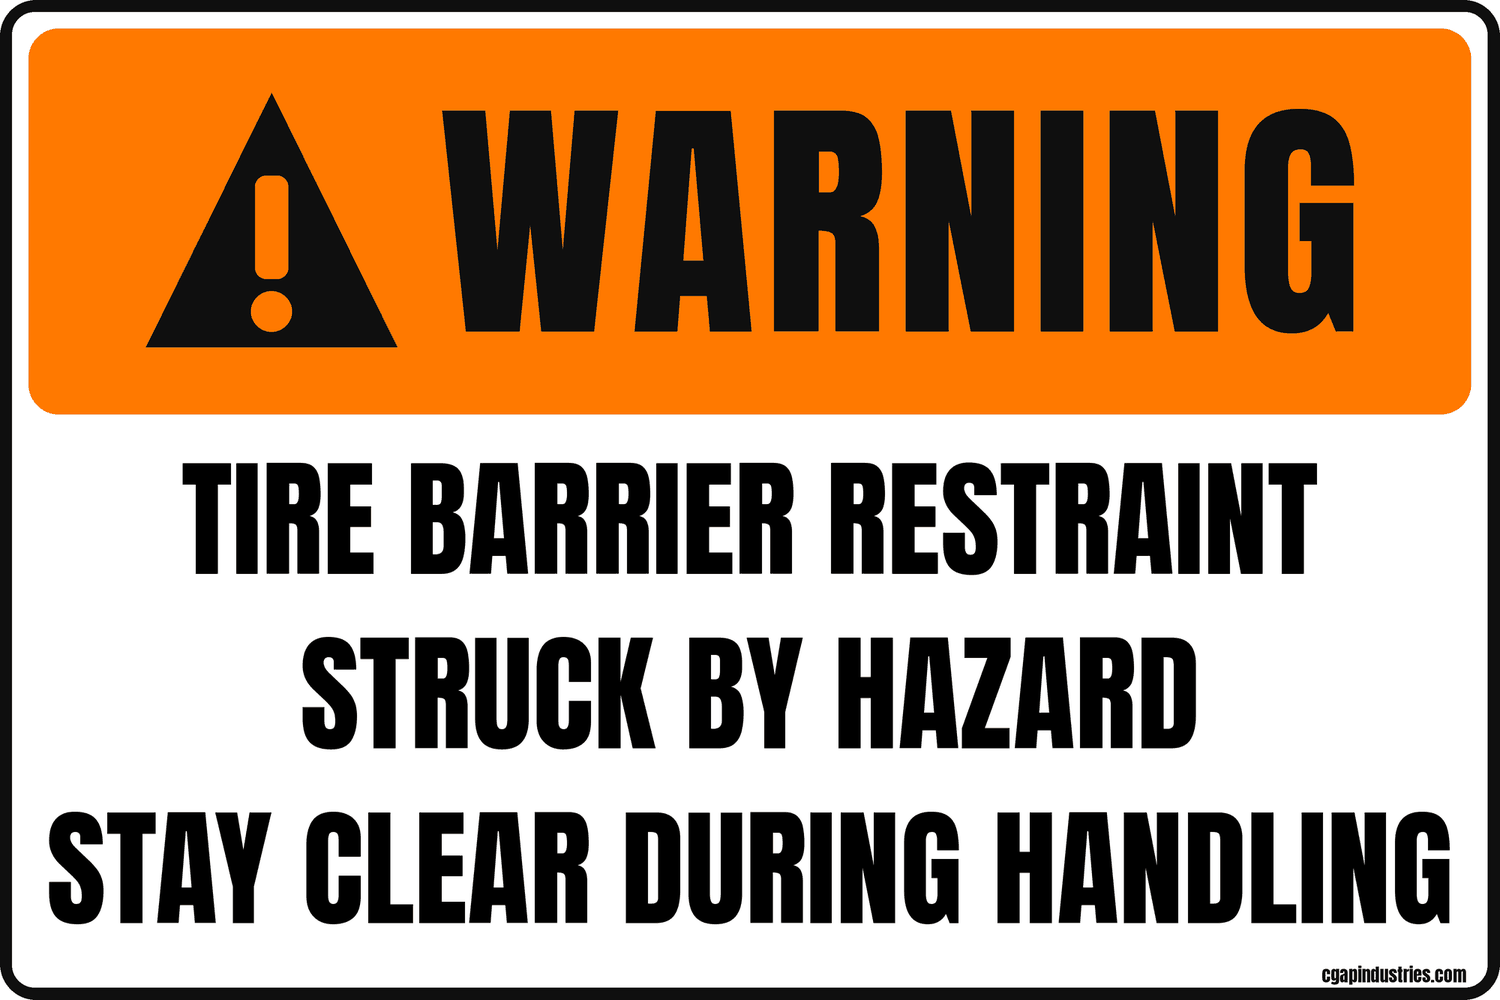 WARNING
TIRE BARRIER RESTRAINT
STRUCK BY HAZARD
STAY CLEAR DURING HANDLING
cgapindustries.com